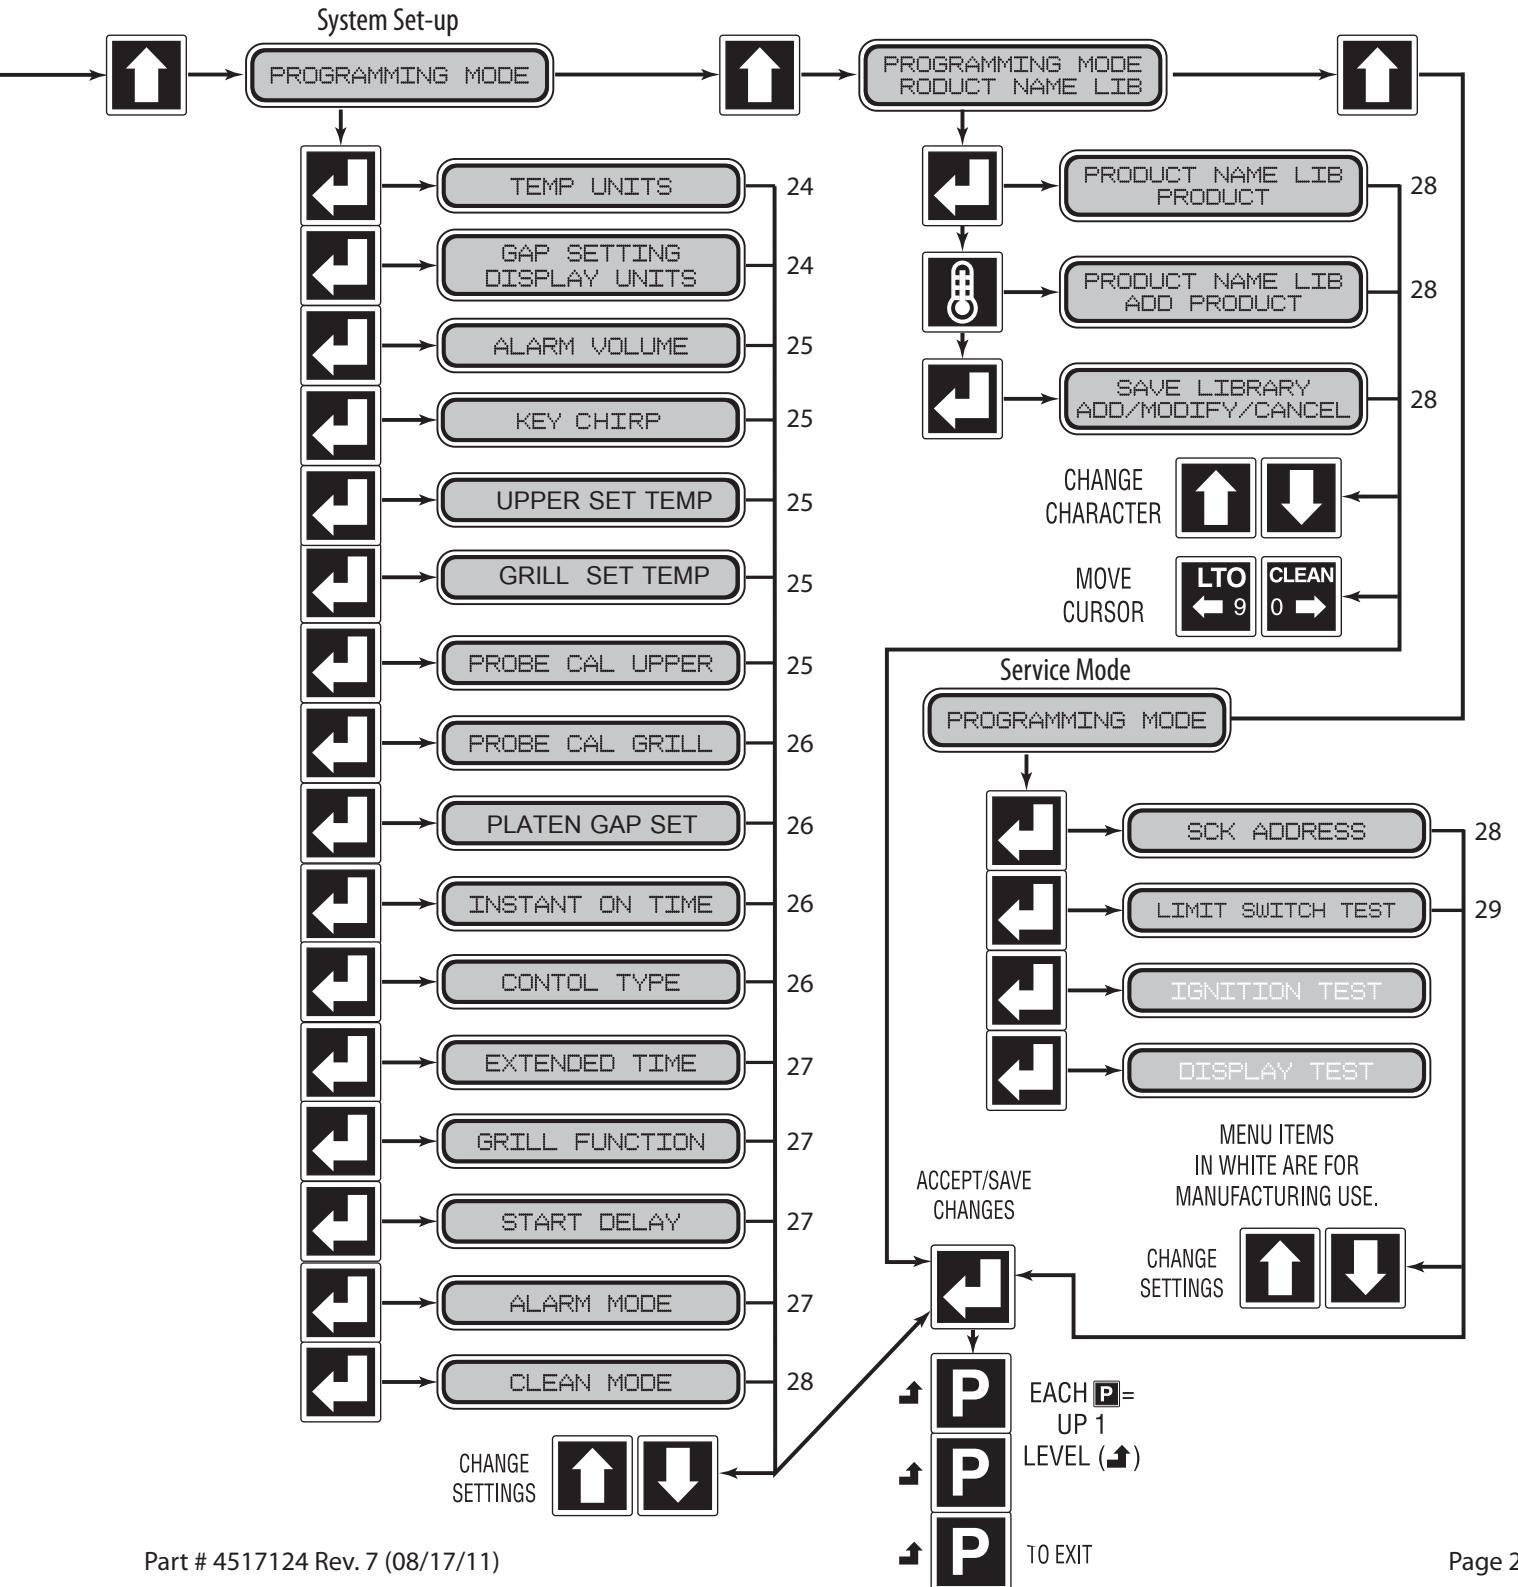 System Set-up
PROGRAMMING MODE
PROGRAMMING MODE
RODUCT NAME LIB
TEMP UNITS
24
GAP SETTING
DISPLAY UNITS
24
ALARM VOLUME
25
KEY CHIRP
25
UPPER SET TEMP
25
GRILL SET TEMP
25
PROBE CAL UPPER
25
PROBE CAL GRILL
26
PLATEN GAP SET
26
INSTANT ON TIME
26
CONTOL TYPE
26
EXTENDED TIME
27
GRILL FUNCTION
27
START DELAY
27
ALARM MODE
27
CLEAN MODE
28
CHANGE
SETTINGS
PRODUCT NAME LIB
PRODUCT
28
PRODUCT NAME LIB
ADD PRODUCT
28
SAVE LIBRARY
ADD/MODIFY/CANCEL
28
CHANGE
CHARACTER
MOVE
CURSOR
LTO
9
CLEAN
0
Service Mode
PROGRAMMING MODE
SCK ADDRESS
28
LIMIT SWITCH TEST
29
IGNITION TEST
DISPLAY TEST
MENU ITEMS
IN WHITE ARE FOR
MANUFACTURING USE.
CHANGE
SETTINGS
ACCEPT/SAVE
CHANGES
P
EACH P =
UP 1
LEVEL ( )
P
P
TO EXIT
Part # 4517124 Rev. 7 (08/17/11)
Page 2